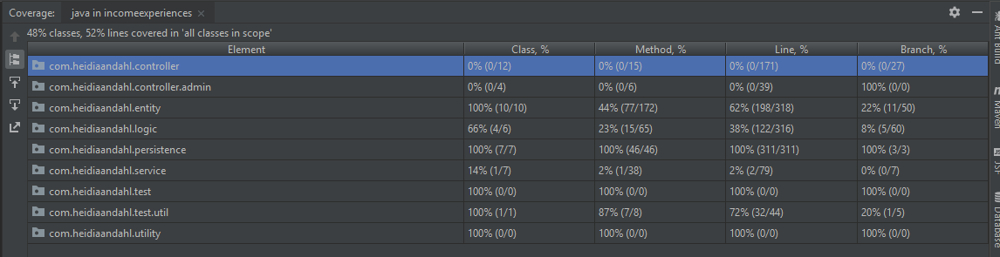 Coverage: java in incomeexperiences ×
48% classes, 52% lines covered in 'all classes in scope'
Element Class, % Method, % Line, % Branch, %
com.heidiaandahl.controller 0% (0/12) 0% (0/15) 0% (0/171) 0% (0/27)
com.heidiaandahl.controller.admin 0% (0/4) 0% (0/6) 0% (0/39) 100% (0/0)
com.heidiaandahl.entity 100% (10/10) 44% (77/172) 62% (198/318) 22% (11/50)
com.heidiaandahl.logic 66% (4/6) 23% (15/65) 38% (122/316) 8% (5/60)
com.heidiaandahl.persistence 100% (7/7) 100% (46/46) 100% (311/311) 100% (3/3)
com.heidiaandahl.service 14% (1/7) 2% (1/38) 2% (2/79) 0% (0/7)
com.heidiaandahl.test 100% (0/0) 100% (0/0) 100% (0/0) 100% (0/0)
com.heidiaandahl.test.util 100% (1/1) 87% (7/8) 72% (32/44) 20% (1/5)
com.heidiaandahl.utility 100% (0/0) 100% (0/0) 100% (0/0) 100% (0/0)
Ant Build
Maven
Database